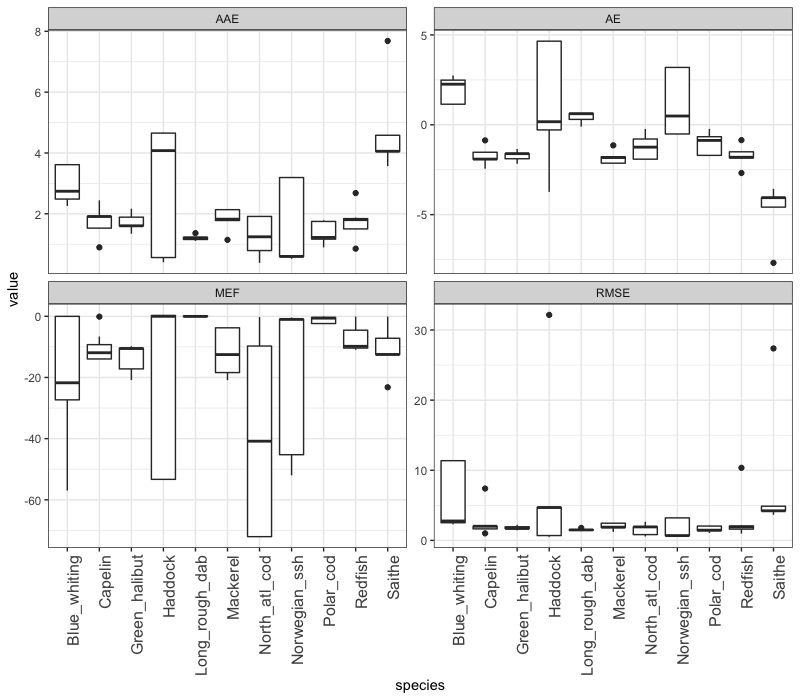 AAE
AE
8
6
4
2
5
0
-5
value
MEF
RMSE
0
-20
-40
-60
30
20
10
0
Blue_whiting
Capelin
Green_halibut
Haddock
Long_rough_dab
Mackerel
North_atl_cod
Norwegian_ssh
Polar_cod
Redfish
Saithe
Blue_whiting
Capelin
Green_halibut
Haddock
Long_rough_dab
Mackerel
North_atl_cod
Norwegian_ssh
Polar_cod
Redfish
Saithe
species